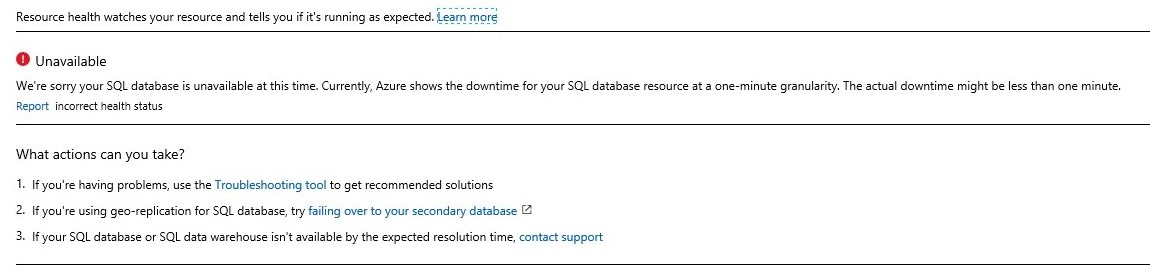 Resource health watches your resource and tells you if it's running as expected. Learn more
Unavailable
We're sorry your SQL database is unavailable at this time. Currently, Azure shows the downtime for your SQL database resource at a one-minute granularity. The actual downtime might be less than one minute.
Report incorrect health status
What actions can you take?
1. If you're having problems, use the Troubleshooting tool to get recommended solutions
2. If you're using geo-replication for SQL database, try failing over to your secondary database
3. If your SQL database or SQL data warehouse isn't available by the expected resolution time, contact support